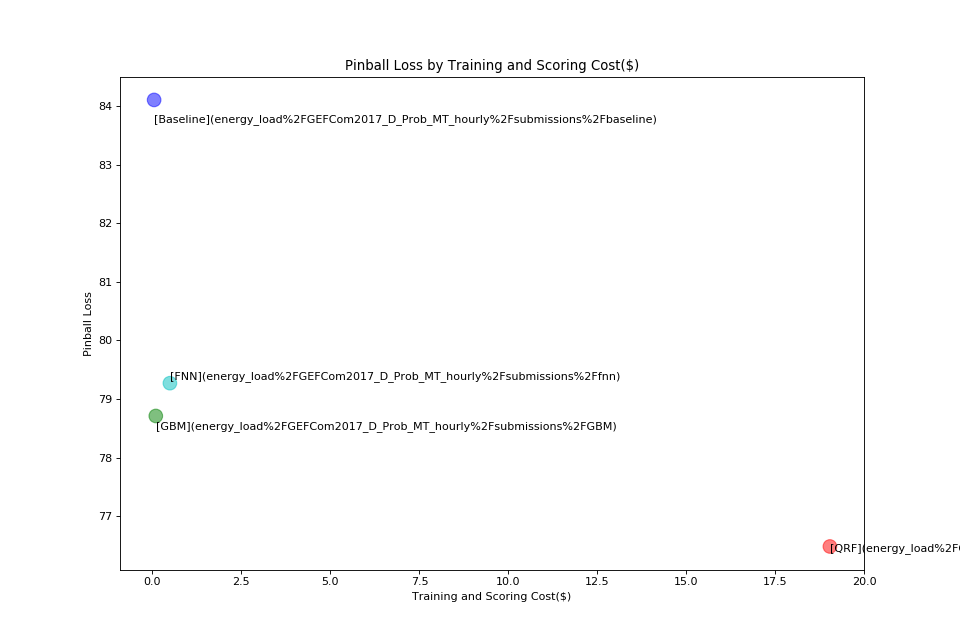 Pinball Loss by Training and Scoring Cost($)
84
[Baseline](energy_load%2FGEFCom2017_D_Prob_MT_hourly%2Fsubmissions%2Fbaseline)
83
82
81
Pinball Loss
80
[FNN](energy_load%2FGEFCom2017_D_Prob_MT_hourly%2Fsubmissions%2Ffnn)
79
[GBM](energy_load%2FGEFCom2017_D_Prob_MT_hourly%2Fsubmissions%2FGBM)
78
77
[QRF](energy_load%2F
0.0 2.5 5.0 7.5 10.0 12.5 15.0 17.5 20.0
Training and Scoring Cost($)